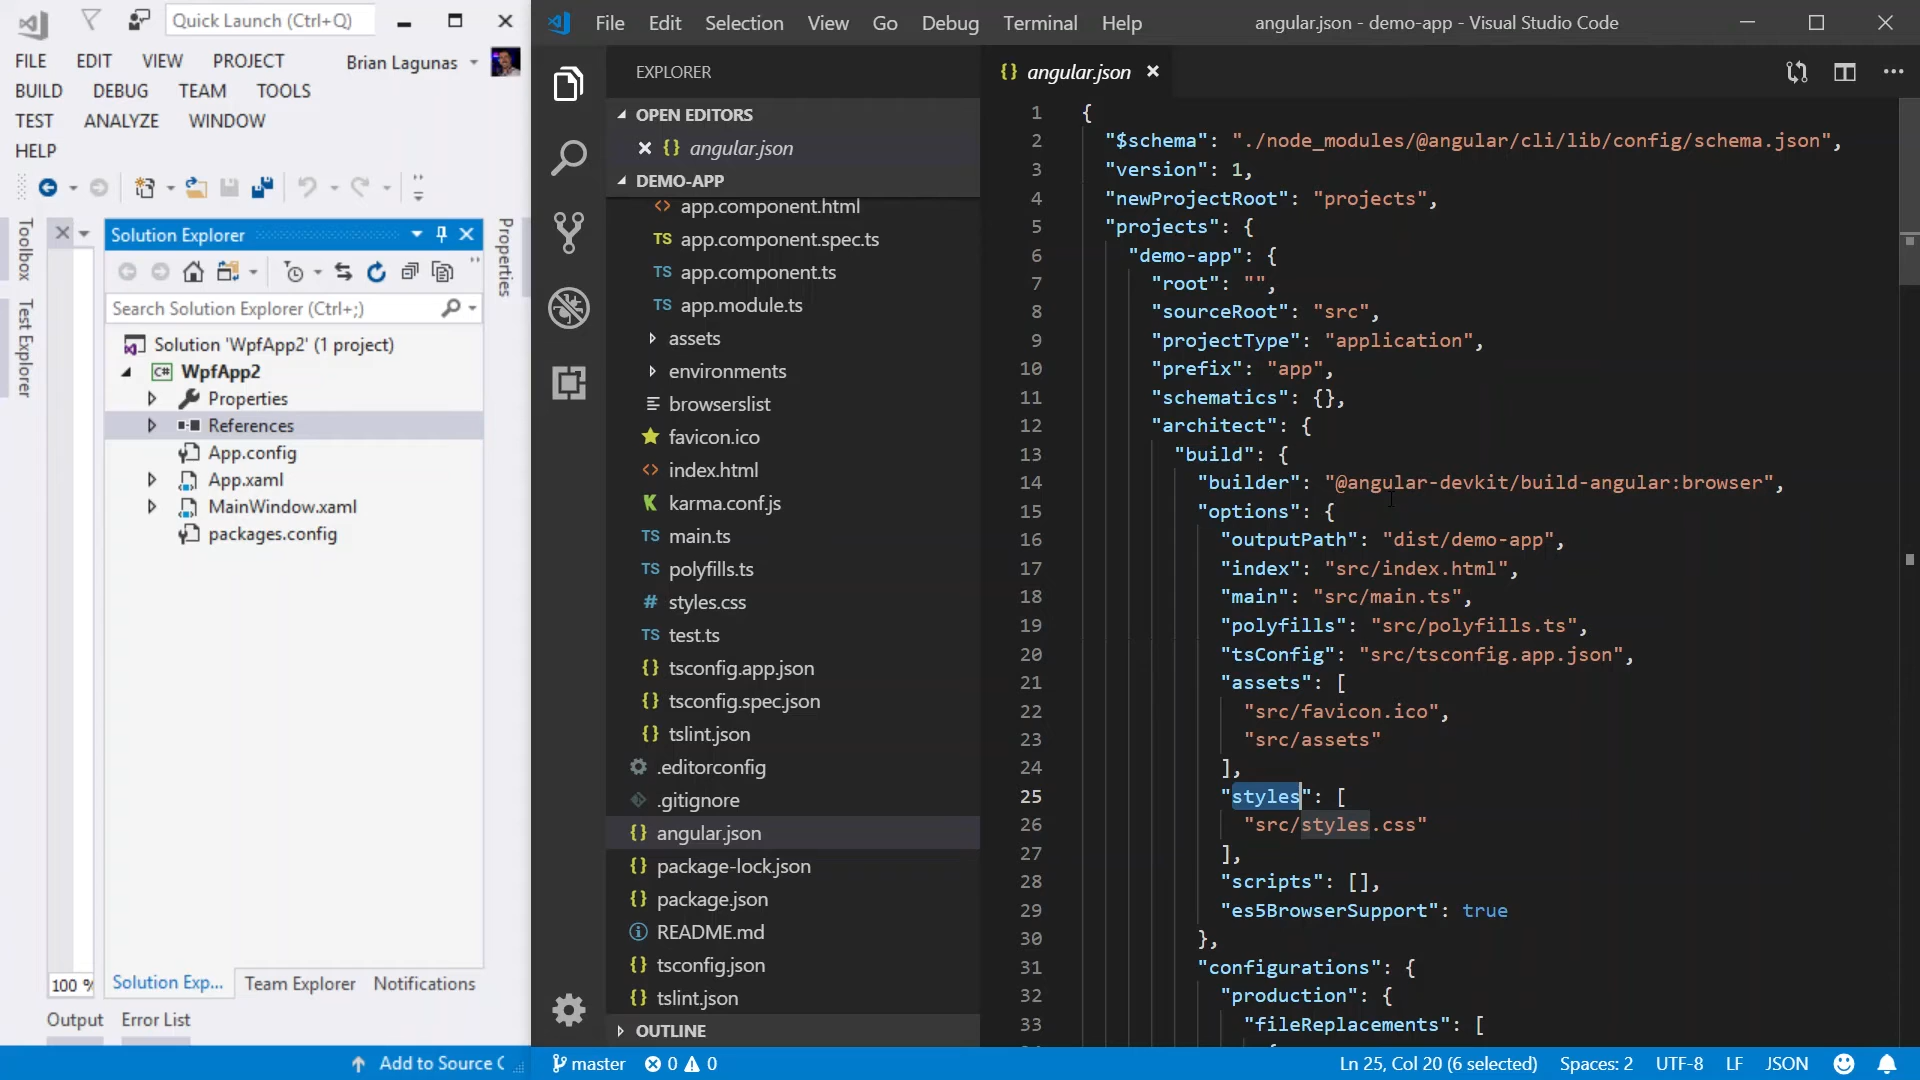 Quick Launch (Ctrl+Q)
FILE EDIT VIEW PROJECT Brian Lagunas
BUILD DEBUG TEAM TOOLS
TEST ANALYZE WINDOW
HELP
Toolbox
Test Explorer
Solution Explorer
Search Solution Explorer (Ctrl+;)
Solution 'WpfApp2' (1 project)
C# WpfApp2
Properties
References
App.config
App.xaml
MainWindow.xaml
packages.config
Properties
100 %
Solution Exp... Team Explorer Notifications
Output Error List
Add to Source C
File Edit Selection View Go Debug Terminal Help angular.json - demo-app - Visual Studio Code
EXPLORER
OPEN EDITORS
{} angular.json
DEMO-APP
<> app.component.html
TS app.component.spec.ts
TS app.component.ts
TS app.module.ts
assets
environments
browserslist
favicon.ico
<> index.html
karma.conf.js
TS main.ts
TS polyfills.ts
# styles.css
TS test.ts
{} tsconfig.app.json
{} tsconfig.spec.json
{} tslint.json
.editorconfig
.gitignore
{} angular.json
{} package-lock.json
{} package.json
README.md
{} tsconfig.json
{} tslint.json
OUTLINE
{} angular.json
1 {
2 "$schema": "./node_modules/@angular/cli/lib/config/schema.json",
3 "version": 1,
4 "newProjectRoot": "projects",
5 "projects": {
6 "demo-app": {
7 "root": "",
8 "sourceRoot": "src",
9 "projectType": "application",
10 "prefix": "app",
11 "schematics": {},
12 "architect": {
13 "build": {
14 "builder": "@angular-devkit/build-angular:browser",
15 "options": {
16 "outputPath": "dist/demo-app",
17 "index": "src/index.html",
18 "main": "src/main.ts",
19 "polyfills": "src/polyfills.ts",
20 "tsConfig": "src/tsconfig.app.json",
21 "assets": [
22 "src/favicon.ico",
23 "src/assets"
24 ],
25 "styles": [
26 "src/styles.css"
27 ],
28 "scripts": [],
29 "es5BrowserSupport": true
30 },
31 "configurations": {
32 "production": {
33 "fileReplacements": [
master 0 0 Ln 25, Col 20 (6 selected) Spaces: 2 UTF-8 LF JSON